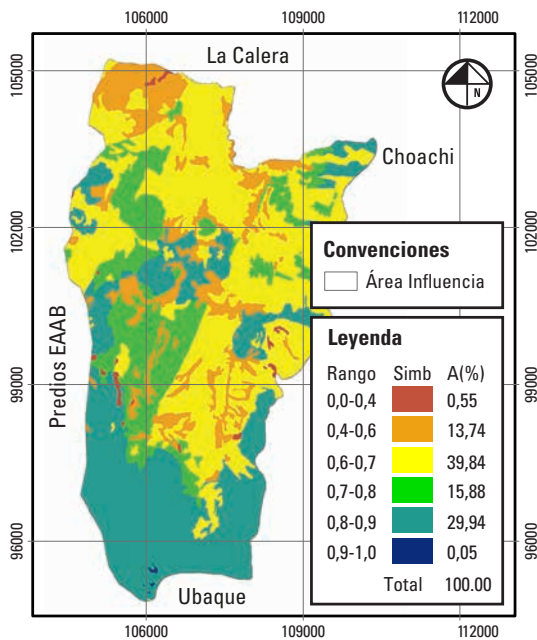 106000 109000 112000
La Calera
105000 105000
N
Choachi
102000 102000
Convenciones
Área Influencia
Predios EAAB
Leyenda
Rango Simb A(%)
0,0-0,4 0,55
99000 99000
0,4-0,6 13,74
0,6-0,7 39,84
0,7-0,8 15,88
0,8-0,9 29,94
96000 96000
0,9-1,0 0,05
Total 100.00
Ubaque
106000 109000 112000